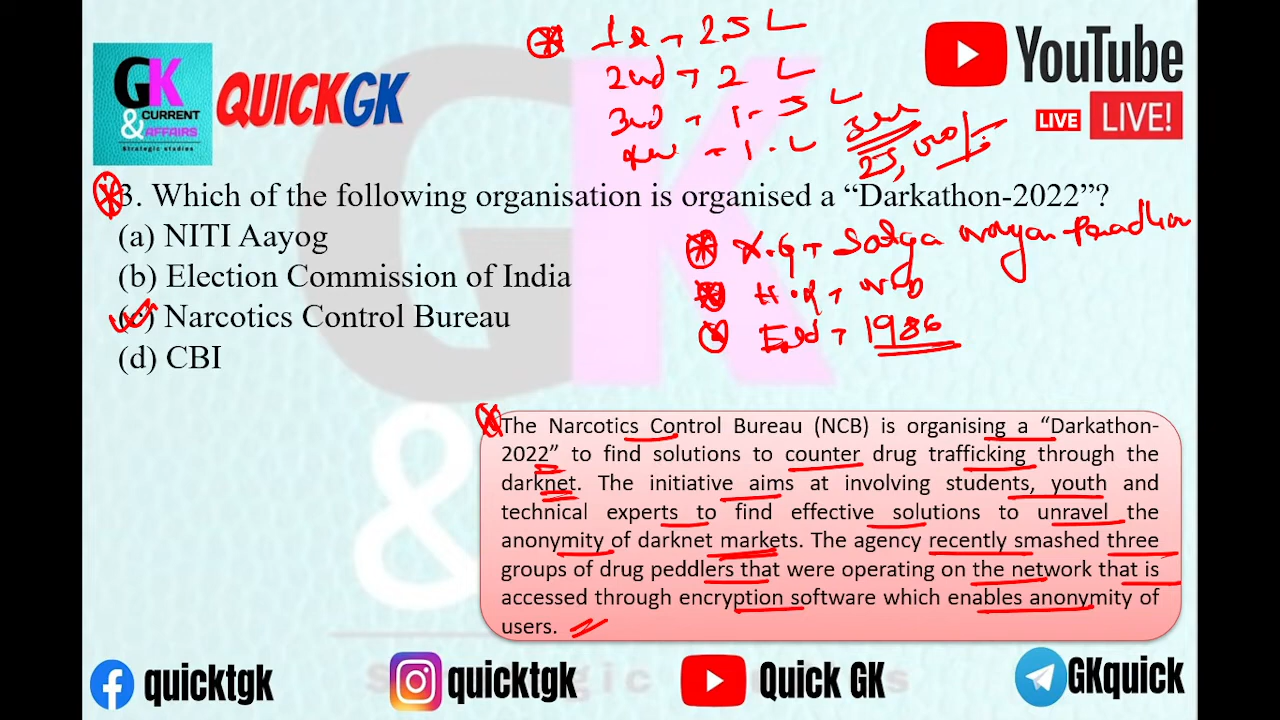 1st → 2.5 L
2nd → 2 L
3rd → 1.5 L
→ 1 L
25,000/-
GK
CURRENT
& AFFAIRS
Strategic studies
QUICKGK
YouTube
LIVE LIVE!
3. Which of the following organisation is organised a “Darkathon-2022”?
(a) NITI Aayog
(b) Election Commission of India
(c) Narcotics Control Bureau
(d) CBI
Pradhan
H.Q →
Estd → 1986
The Narcotics Control Bureau (NCB) is organising a “Darkathon-
2022” to find solutions to counter drug trafficking through the
darknet. The initiative aims at involving students, youth and
technical experts to find effective solutions to unravel the
anonymity of darknet markets. The agency recently smashed three
groups of drug peddlers that were operating on the network that is
accessed through encryption software which enables anonymity of
users.
quicktgk
quicktgk
Quick GK
GKquick